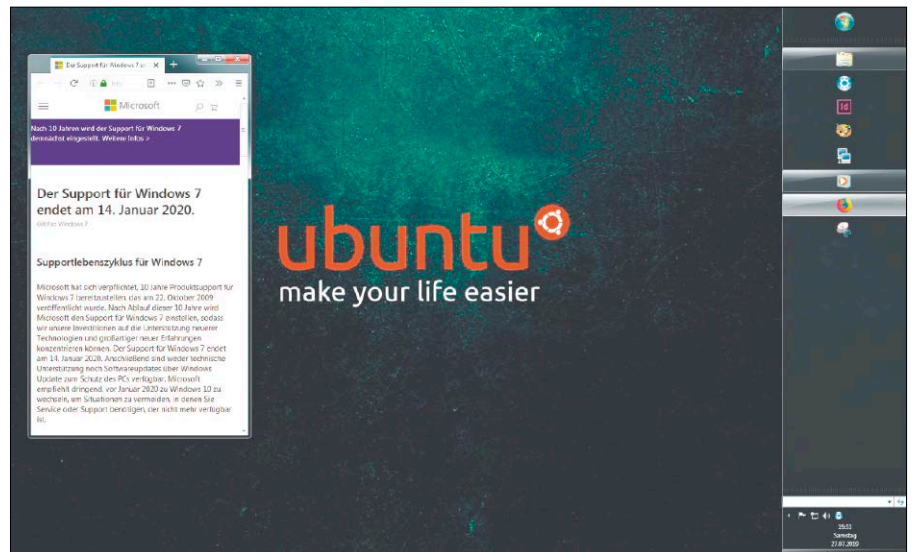 Der Support für Windows 7
Microsoft
Nach 10 Jahren wird der Support für Windows 7
demnächst eingestellt. Weitere Infos >
Der Support für Windows 7
endet am 14. Januar 2020.
Gilt für: Windows 7
Supportlebenszyklus für Windows 7
Microsoft hat sich verpflichtet, 10 Jahre Produktsupport für
Windows 7 bereitzustellen, das am 22. Oktober 2009
veröffentlicht wurde. Nach Ablauf dieser 10 Jahre wird
Microsoft den Support für Windows 7 einstellen, sodass
wir unsere Investitionen auf die Unterstützung neuerer
Technologien und großartiger neuer Erfahrungen
konzentrieren können. Der Support für Windows 7 endet
am 14. Januar 2020. Anschließend sind weder technische
Unterstützung noch Softwareupdates über Windows
Update zum Schutz des PCs verfügbar. Microsoft
empfiehlt dringend, vor Januar 2020 zu Windows 10 zu
wechseln, um Situationen zu vermeiden, in denen Sie
Service oder Support benötigen, der nicht mehr verfügbar
ist.
ubuntu
make your life easier
Id
Samstag
27.07.2019